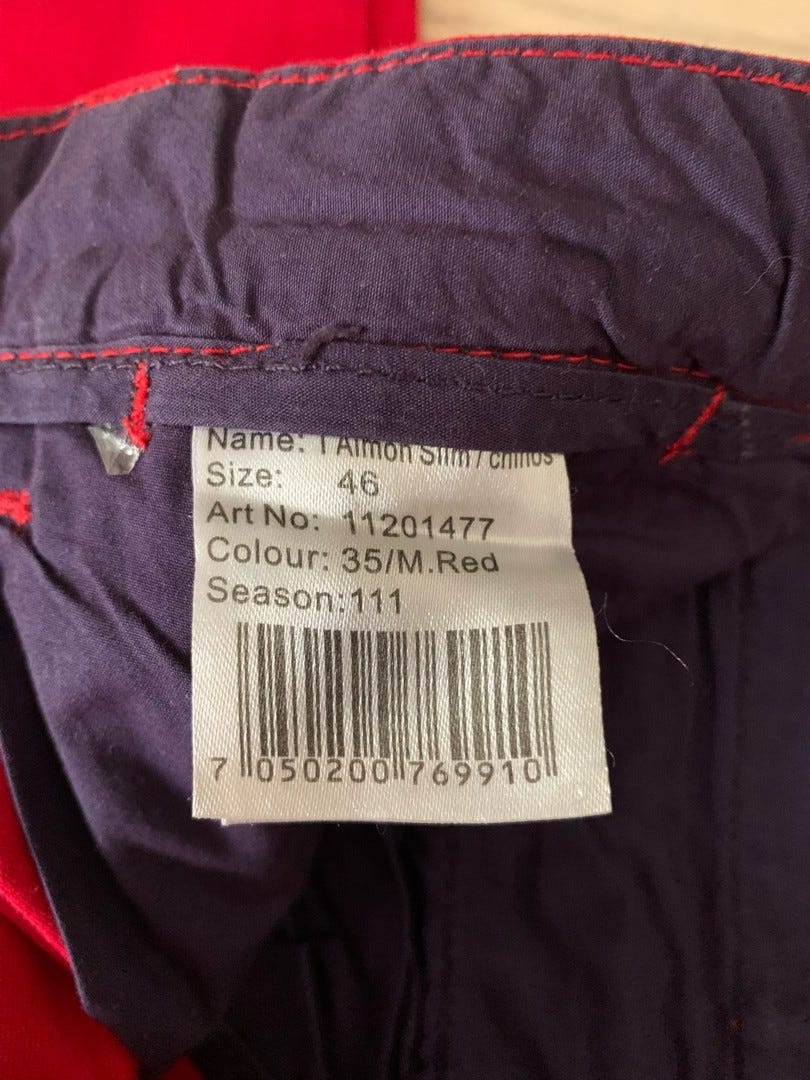 Name: T Almon Slim / chinos
Size: 46
Art No: 11201477
Colour: 35/M.Red
Season:111
7 050200 769910